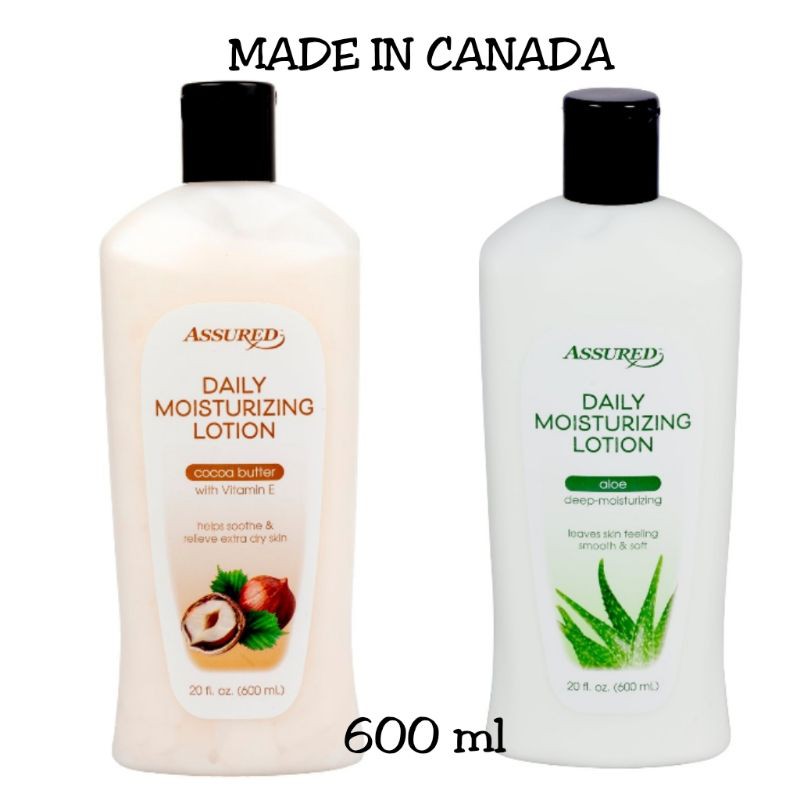 MADE IN CANADA
ASSURED
DAILY
MOISTURIZING
LOTION
cocoa butter
with Vitamin E
helps soothe &
relieve extra dry skin
20 fl. oz. (600 mL)
ASSURED
DAILY
MOISTURIZING
LOTION
aloe
deep-moisturizing
leaves skin feeling
smooth & soft
20 fl. oz. (600 mL)
600 ml